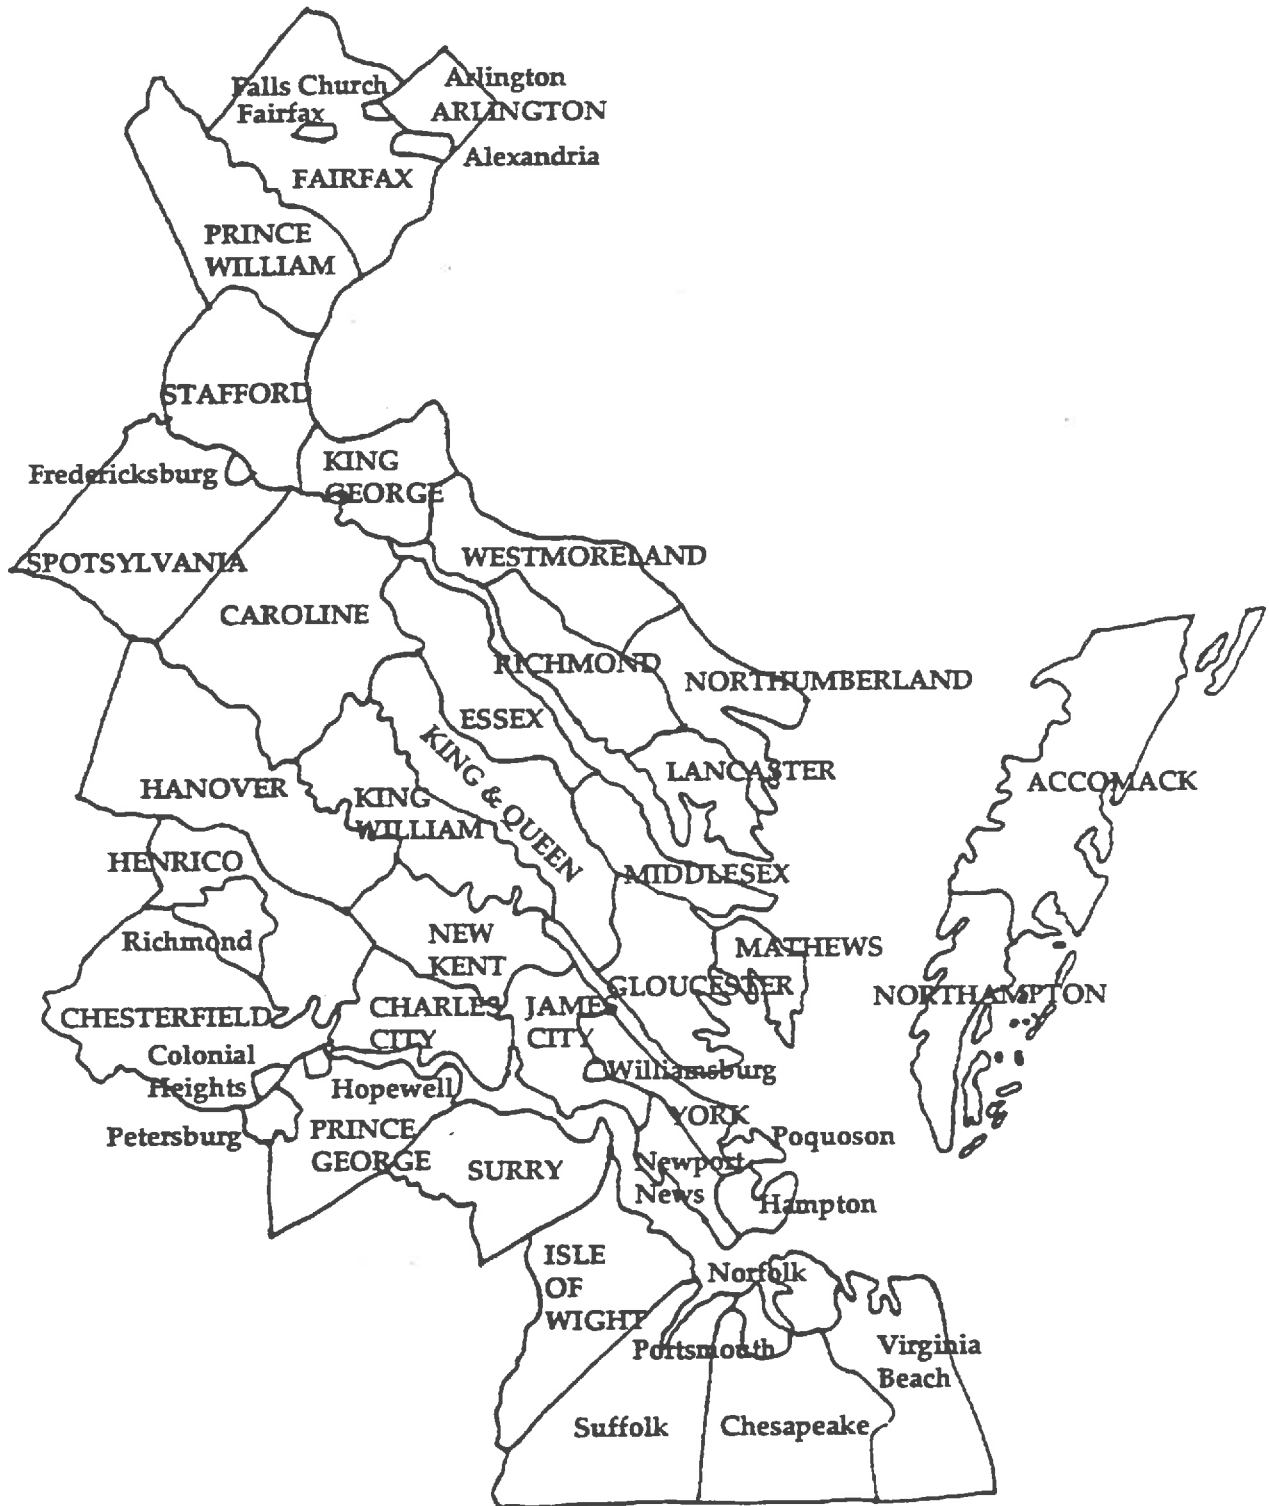 Falls Church
Arlington
Fairfax
ARLINGTON
Alexandria
FAIRFAX
PRINCE
WILLIAM
STAFFORD
Fredericksburg
KING
GEORGE
SPOTSYLVANIA
WESTMORELAND
CAROLINE
RICHMOND
NORTHUMBERLAND
ESSEX
KING & QUEEN
LANCASTER
ACCOMACK
HANOVER
KING
WILLIAM
HENRICO
MIDDLESEX
Richmond
NEW
KENT
MATHEWS
GLOUCESTER
NORTHAMPTON
CHESTERFIELD
CHARLES
CITY
JAMES
CITY
Colonial
Heights
Hopewell
Williamsburg
Petersburg
PRINCE
GEORGE
YORK
Poquoson
SURRY
Newport
News
Hampton
ISLE
OF
WIGHT
Norfolk
Portsmouth
Virginia
Beach
Suffolk
Chesapeake